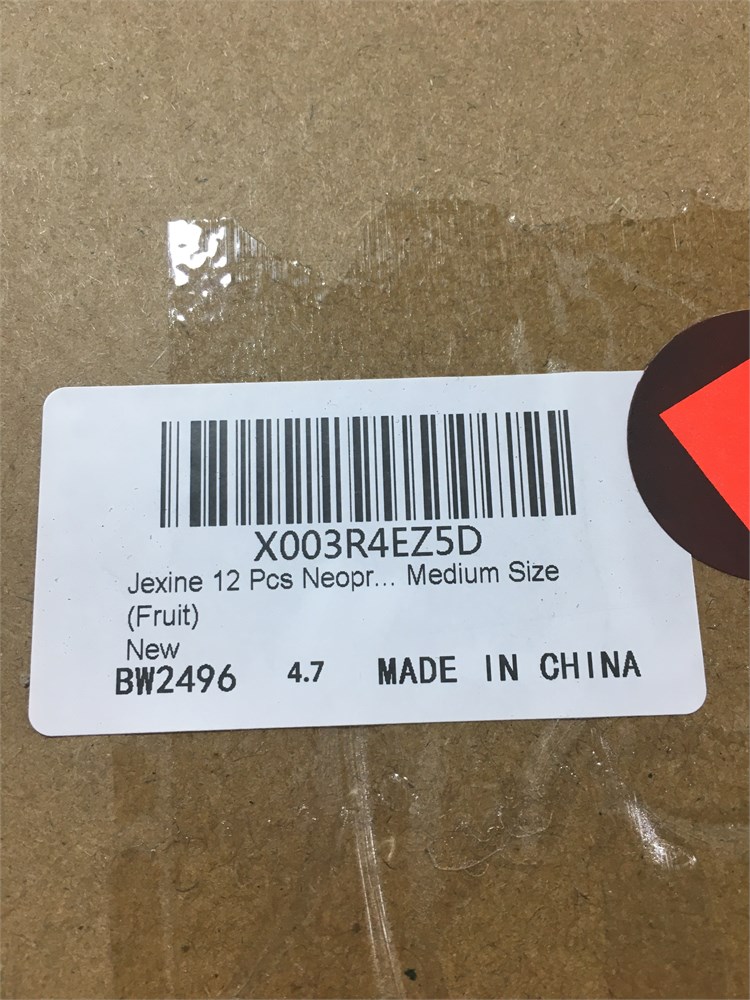 X003R4EZ5D
Jexine 12 Pcs Neopr... Medium Size
(Fruit)
New
BW2496 4.7 MADE IN CHINA